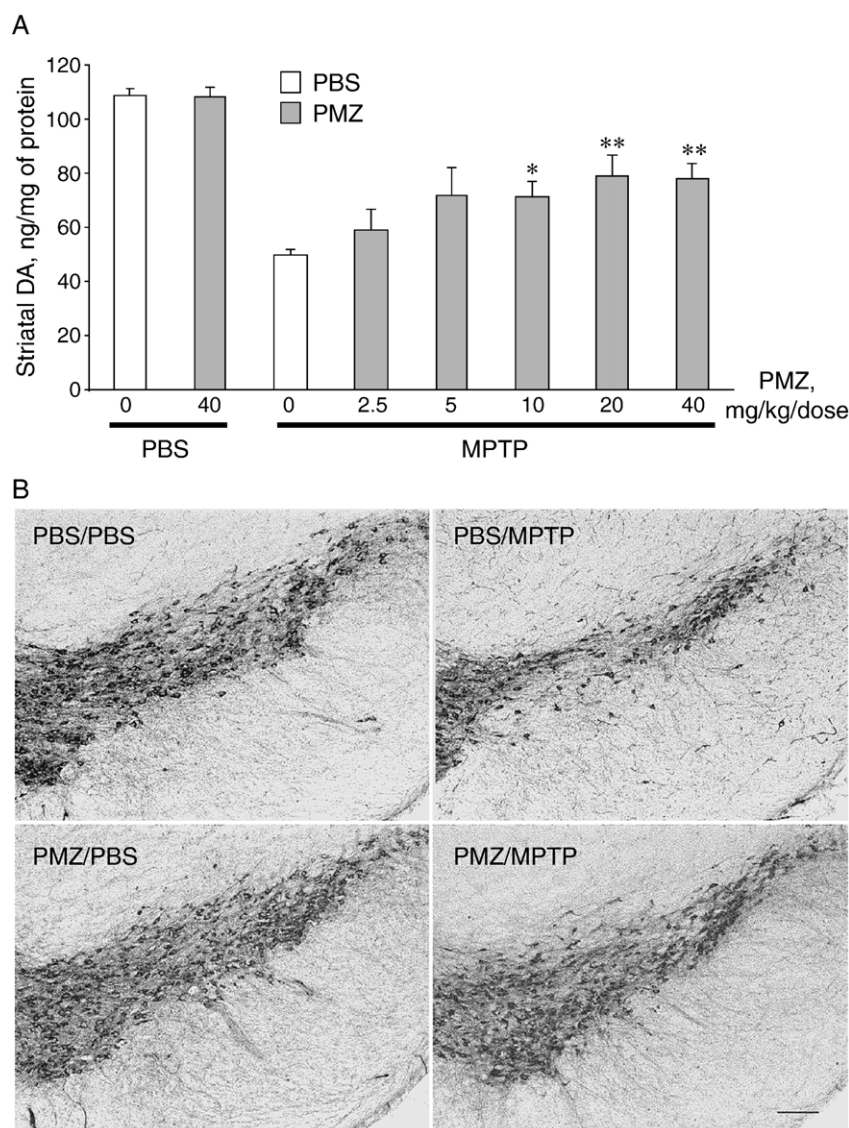 A
Striatal DA, ng/mg of protein
120
100
80
60
40
20
0
PBS
PMZ
*
**
**
0 40 0 2.5 5 10 20 40
PMZ,
mg/kg/dose
PBS MPTP
B
PBS/PBS PBS/MPTP
PMZ/PBS PMZ/MPTP